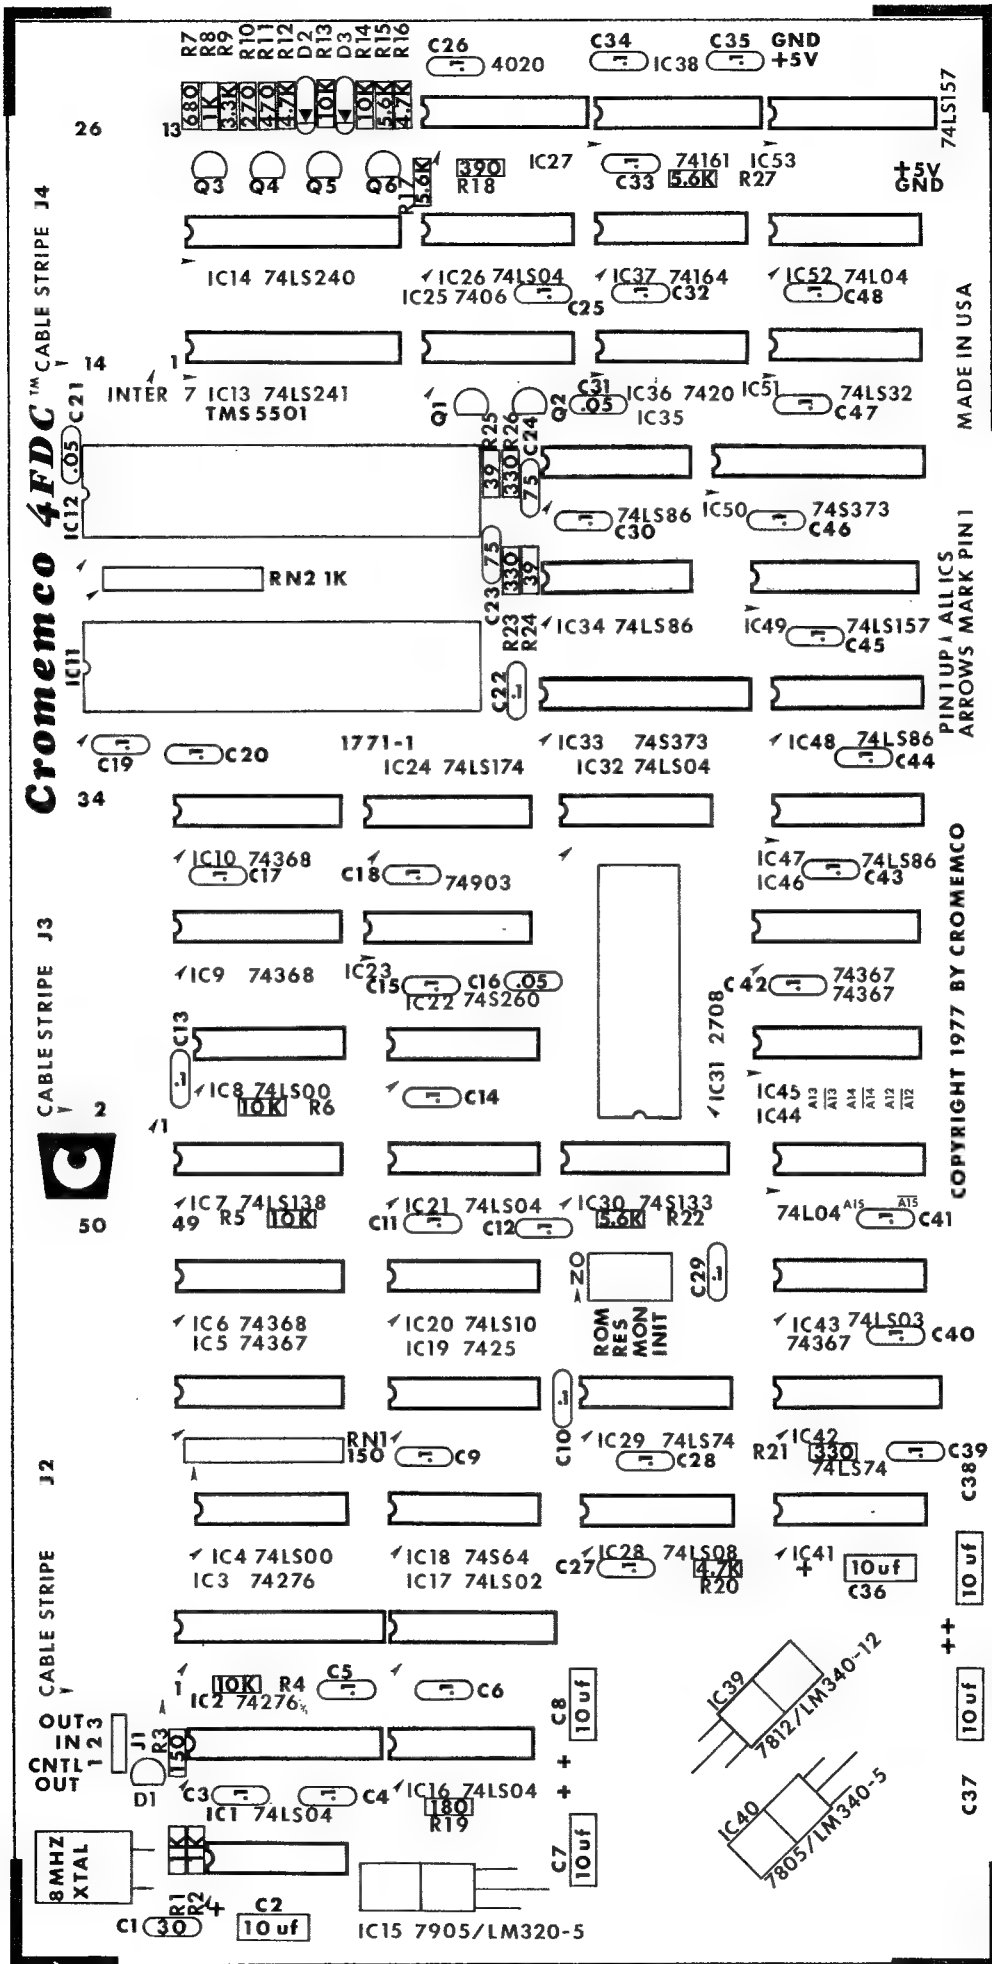 R7 R8 R9 R10 R11 R12 D2 R13 D3 R14 R15 R16
C26 4020
C34 IC38
C35 GND
+5V
680 1K 3.3K 270 470 4.7K 10K 10K 5.6K 4.7K
74LS157
26 13
Q3 Q4 Q5 Q6
R17 5.6K
390
R18
IC27
C33
74161
5.6K R27
IC53
+5V
GND
CABLE STRIPE J4
IC14 74LS240
IC26 74LS04
IC25 7406
C25
IC37 74164
C32
IC52 74L04
C48
MADE IN USA
14 1
INTER 7 IC13 74LS241
TMS5501
Q1
Q2
C31
.05
IC36 7420
IC35
IC51 74LS32
C47
Cromemco 4FDC™
C21
.05
IC12
R25 R26 C24
39 330 75
74LS86
C30
IC50 74S373
C46
RN2 1K
75 330 39
C23 R23 R24
IC34 74LS86
IC49 74LS157
C45
PIN 1 UP ALL ICS
ARROWS MARK PIN 1
IC11
C22
C19
C20
1771-1
IC24 74LS174
IC33 74S373
IC32 74LS04
IC48 74LS86
C44
34
IC10 74368
C17
C18 74903
IC47 74LS86
IC46 C43
CABLE STRIPE J3
IC9 74368
IC23
C15 C16 .05
IC22 74S260
IC31 2708
C42 74367
74367
COPYRIGHT 1977 BY CROMEMCO
C13
IC8 74LS00
10K R6
C14
IC45
IC44
A13 A13 A14 A14 A12 A12
2
1
IC7 74LS138
R5 10K
IC21 74LS04
C11 C12
IC30 74S133
5.6K R22
74L04 A15 A15
C41
50 49
IC6 74368
IC5 74367
IC20 74LS10
IC19 7425
NO
ROM
RES
MON
INIT
C29
IC43 74LS03
74367 C40
RN1
150
C9
C10
IC29 74LS74
C28
IC42
R21 330
74LS74
C39
C38
J2
CABLE STRIPE
IC4 74LS00
IC3 74276
IC18 74S64
IC17 74LS02
C27
IC28 74LS08
4.7K
R20
IC41
+ 10uf
C36
10 uf
++
10uf
C37
1 10K R4
IC2 74276
C5
C6
C8
10uf
+
+
IC39
7812/LM340-12
OUT
IN
CNTL
OUT
1 2 3
J1
R3
150
D1
C3
IC1 74LS04
C4
IC16 74LS04
180
R19
IC40
7805/LM340-5
C7
10uf
8MHZ
XTAL
1K 1K
R1
R2
+
C1 30
C2
10 uf
IC15 7905/LM320-5